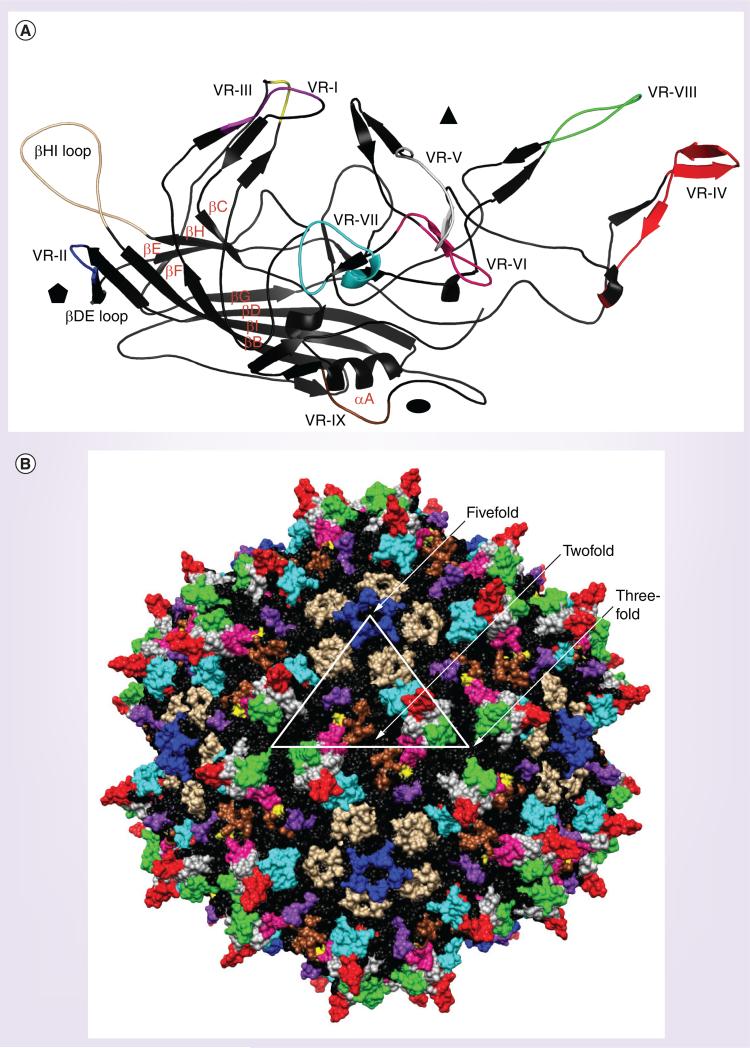 A
VR-III
VR-I
VR-VIII
βHI loop
VR-V
VR-IV
βC
VR-VII
βH
VR-II
βE
βF
VR-VI
βG
βDE loop
βD
βI
βB
αA
VR-IX
B
Fivefold
Twofold
Three-
fold